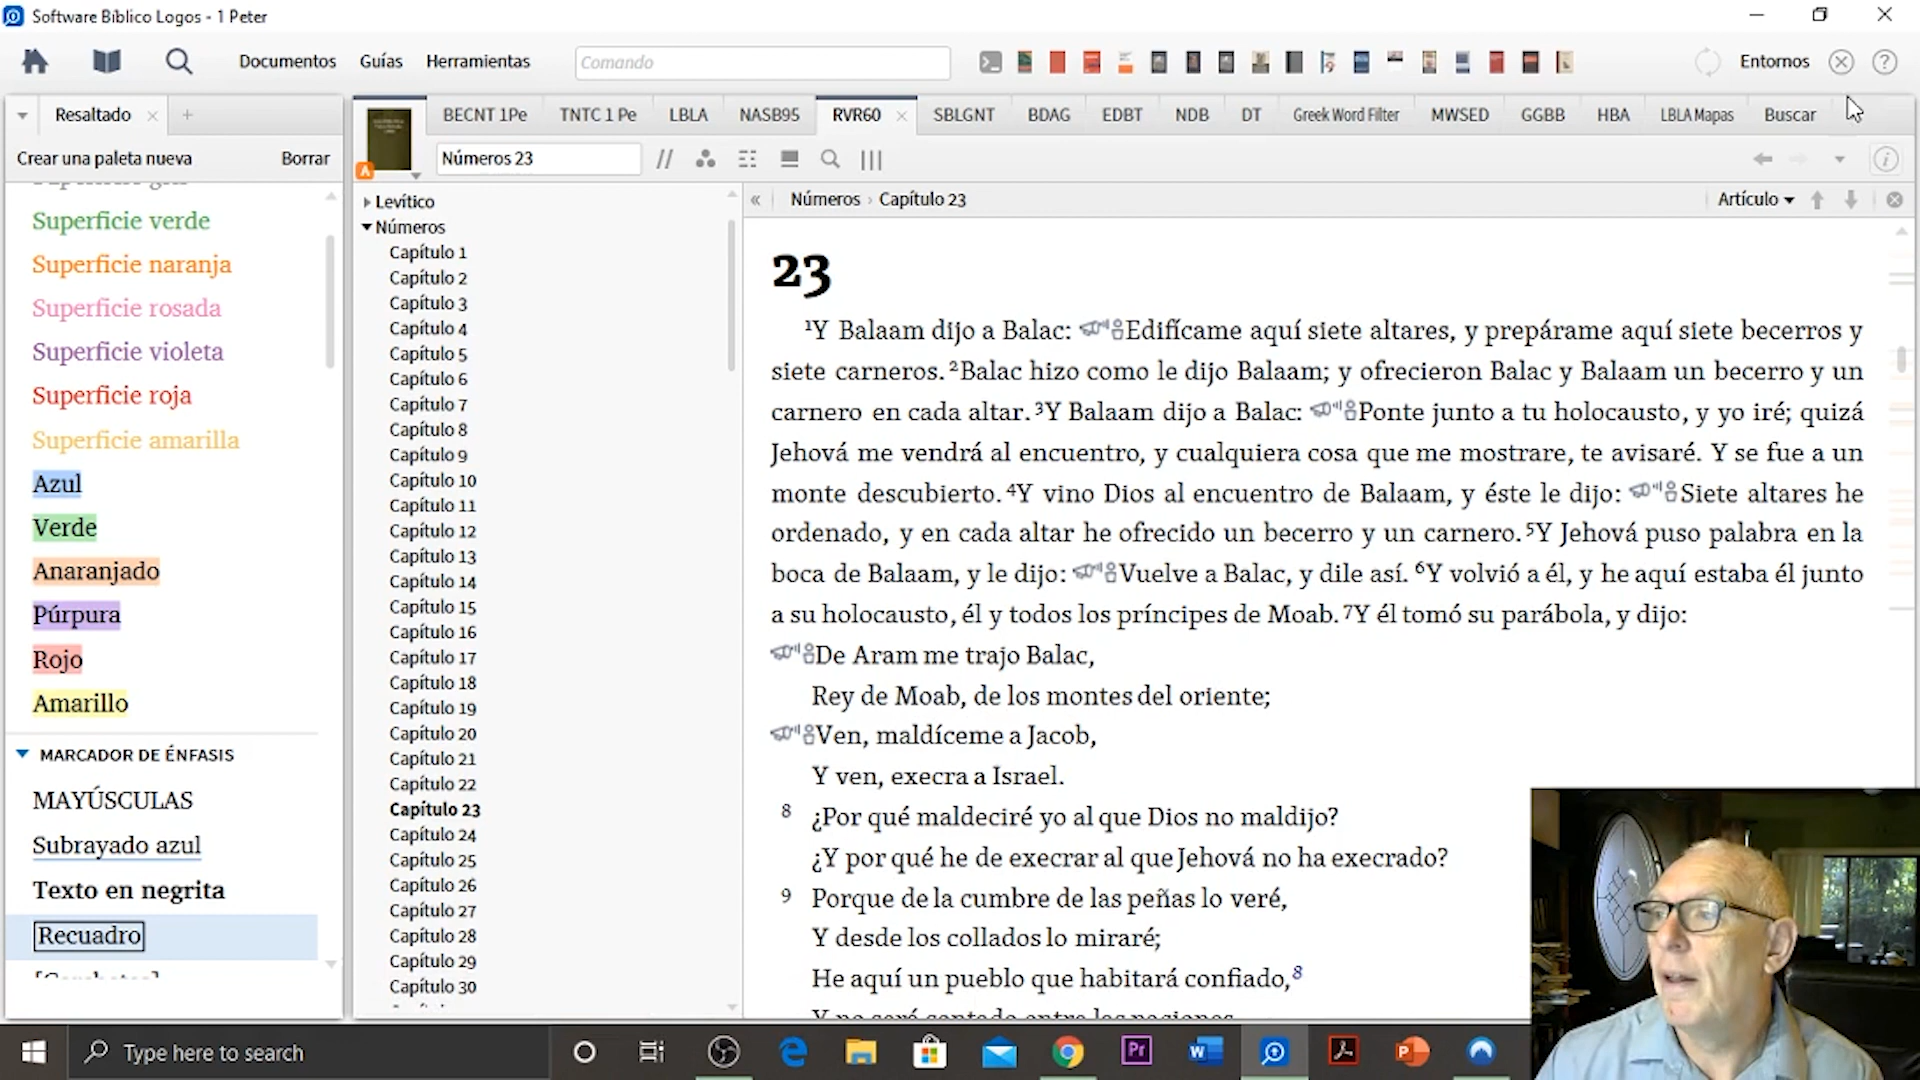 Software Bíblico Logos - 1 Peter
Documentos Guías Herramientas Comando Entornos
Resaltado
BECNT 1Pe TNTC 1 Pe LBLA NASB95 RVR60 SBLGNT BDAG EDBT NDB DT Greek Word Filter MWSED GGBB HBA LBLA Mapas Buscar
Crear una paleta nueva Borrar
Números 23
Números › Capítulo 23 Artículo
Superficie verde
Superficie naranja
Superficie rosada
Superficie violeta
Superficie roja
Superficie amarilla
Azul
Verde
Anaranjado
Púrpura
Rojo
Amarillo
MARCADOR DE ÉNFASIS
MAYÚSCULAS
Subrayado azul
Texto en negrita
Recuadro
Levítico
Números
Capítulo 1
Capítulo 2
Capítulo 3
Capítulo 4
Capítulo 5
Capítulo 6
Capítulo 7
Capítulo 8
Capítulo 9
Capítulo 10
Capítulo 11
Capítulo 12
Capítulo 13
Capítulo 14
Capítulo 15
Capítulo 16
Capítulo 17
Capítulo 18
Capítulo 19
Capítulo 20
Capítulo 21
Capítulo 22
Capítulo 23
Capítulo 24
Capítulo 25
Capítulo 26
Capítulo 27
Capítulo 28
Capítulo 29
Capítulo 30
23
1Y Balaam dijo a Balac: Edifícame aquí siete altares, y prepárame aquí siete becerros y
siete carneros. 2Balac hizo como le dijo Balaam; y ofrecieron Balac y Balaam un becerro y un
carnero en cada altar. 3Y Balaam dijo a Balac: Ponte junto a tu holocausto, y yo iré; quizá
Jehová me vendrá al encuentro, y cualquiera cosa que me mostrare, te avisaré. Y se fue a un
monte descubierto. 4Y vino Dios al encuentro de Balaam, y éste le dijo: Siete altares he
ordenado, y en cada altar he ofrecido un becerro y un carnero. 5Y Jehová puso palabra en la
boca de Balaam, y le dijo: Vuelve a Balac, y dile así. 6Y volvió a él, y he aquí estaba él junto
a su holocausto, él y todos los príncipes de Moab. 7Y él tomó su parábola, y dijo:
De Aram me trajo Balac,
Rey de Moab, de los montes del oriente;
Ven, maldíceme a Jacob,
Y ven, execra a Israel.
8 ¿Por qué maldeciré yo al que Dios no maldijo?
¿Y por qué he de execrar al que Jehová no ha execrado?
9 Porque de la cumbre de las peñas lo veré,
Y desde los collados lo miraré;
He aquí un pueblo que habitará confiado,8
Type here to search